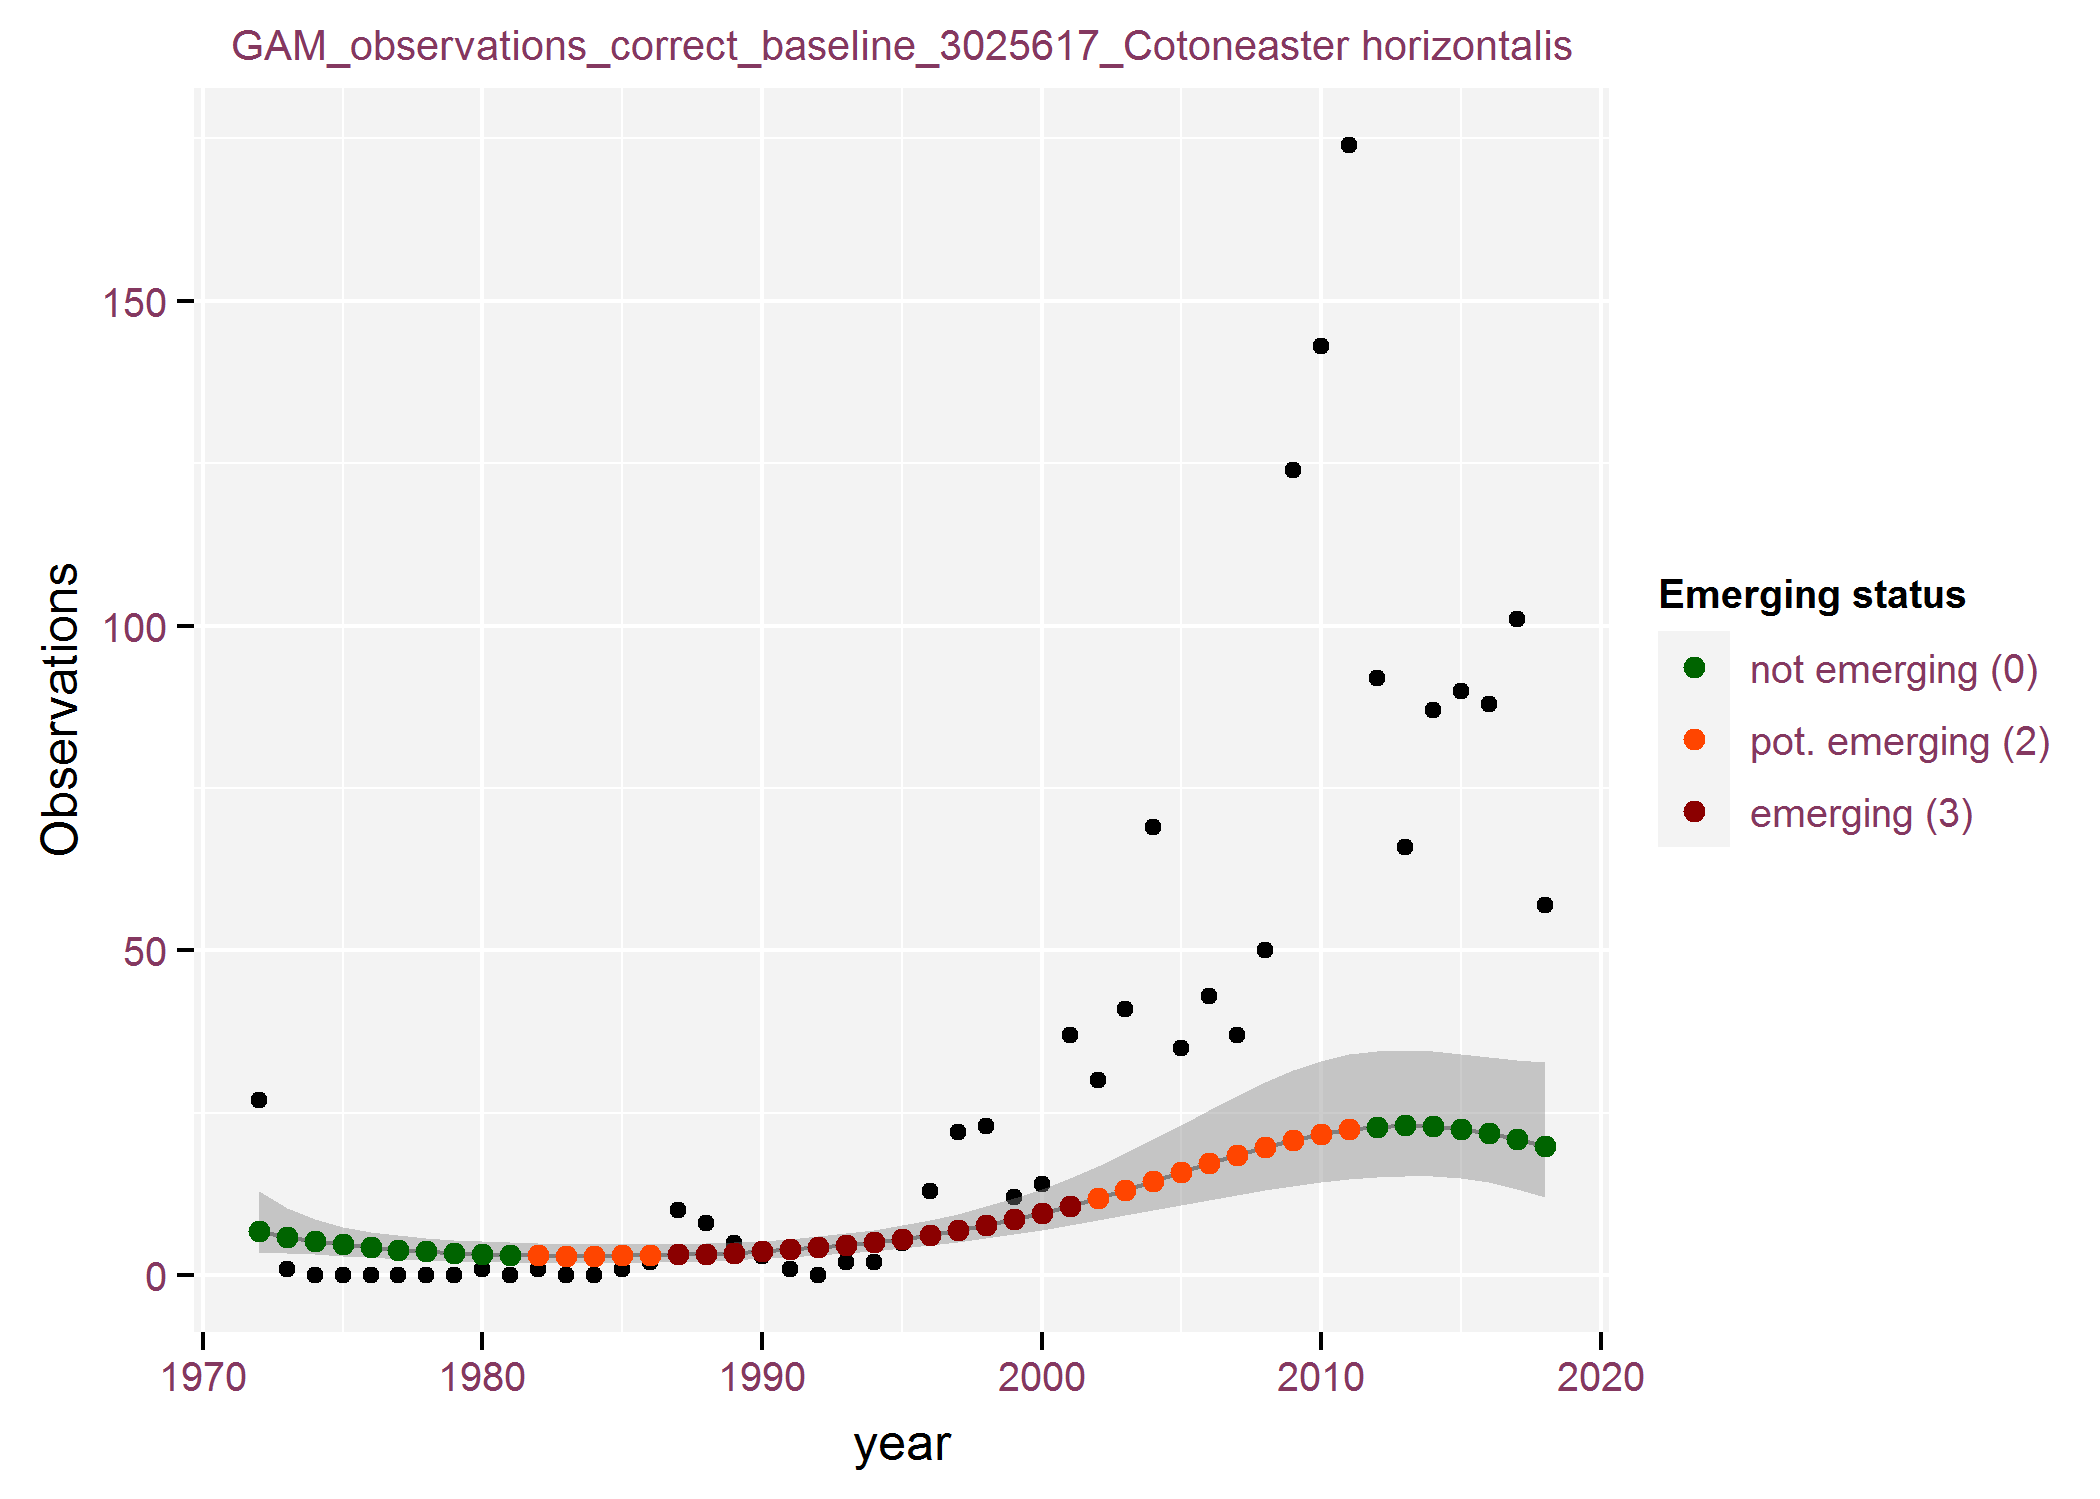 GAM_observations_correct_baseline_3025617_Cotoneaster horizontalis
Observations
150
100
50
0
1970 1980 1990 2000 2010 2020
year
Emerging status
not emerging (0)
pot. emerging (2)
emerging (3)